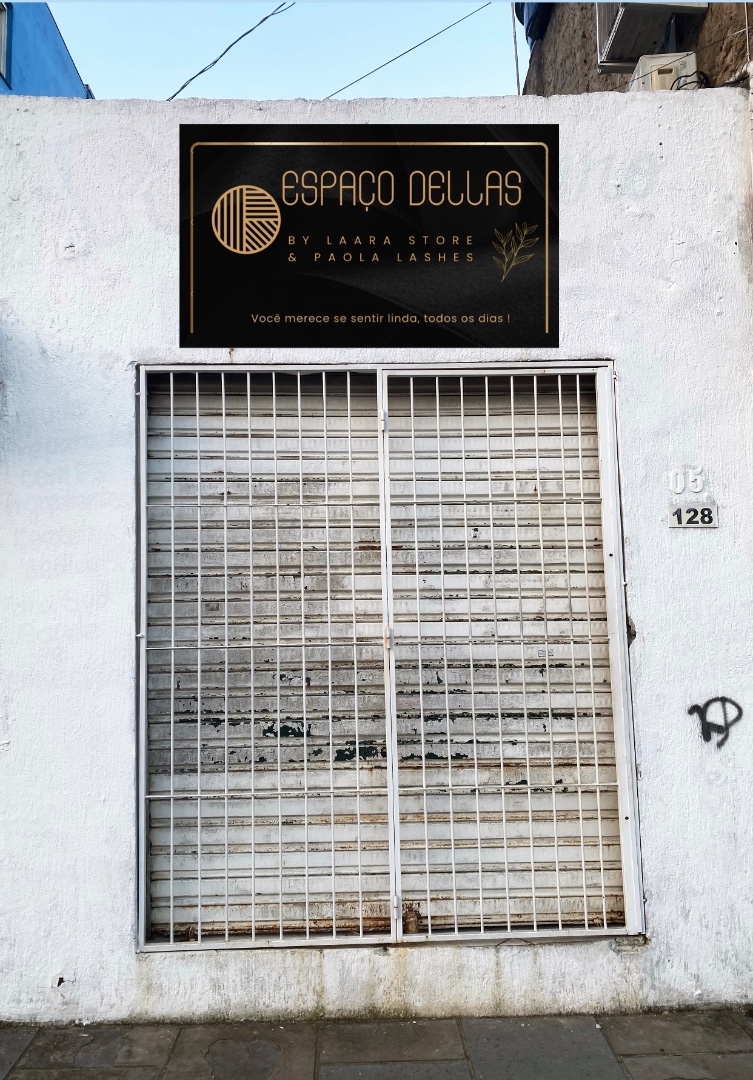 ESPAÇO DELLAS
BY LAARA STORE
& PAOLA LASHES
Você merece se sentir linda, todos os dias !
05
128